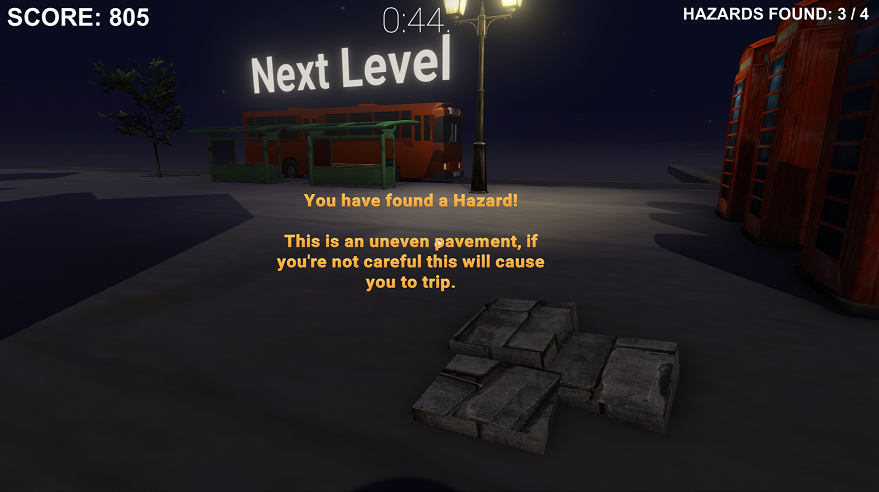 SCORE: 805
0:44.
HAZARDS FOUND: 3 / 4
Next Level
You have found a Hazard!
This is an uneven pavement, if
you're not careful this will cause
you to trip.